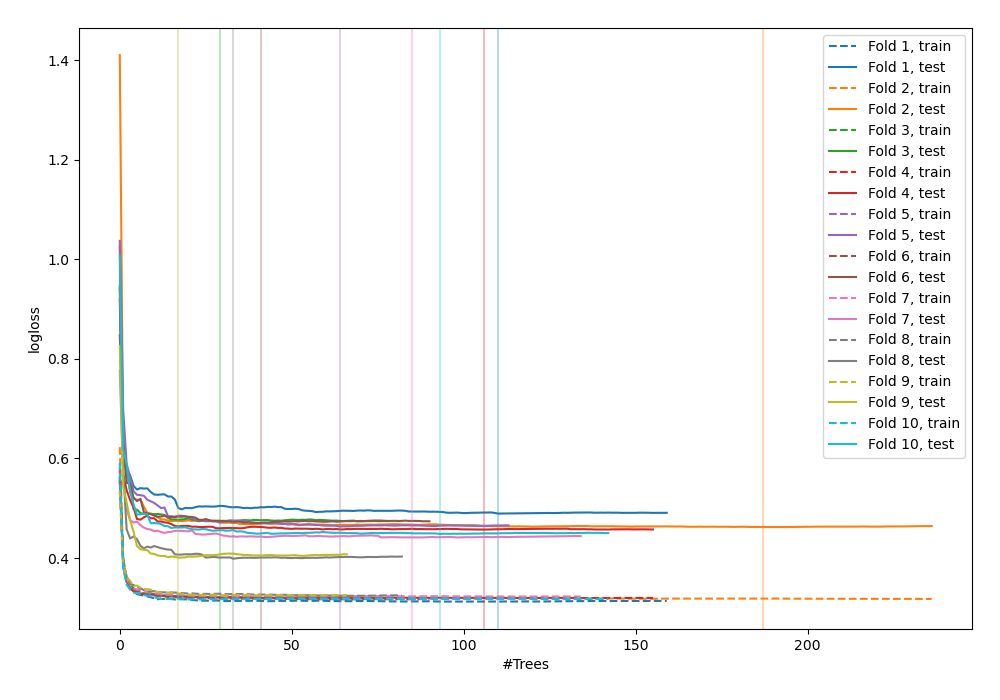 1.4
1.2
1.0
0.8
0.6
0.4
logloss
0
50
100
150
200
#Trees
Fold 1, train
Fold 1, test
Fold 2, train
Fold 2, test
Fold 3, train
Fold 3, test
Fold 4, train
Fold 4, test
Fold 5, train
Fold 5, test
Fold 6, train
Fold 6, test
Fold 7, train
Fold 7, test
Fold 8, train
Fold 8, test
Fold 9, train
Fold 9, test
Fold 10, train
Fold 10, test